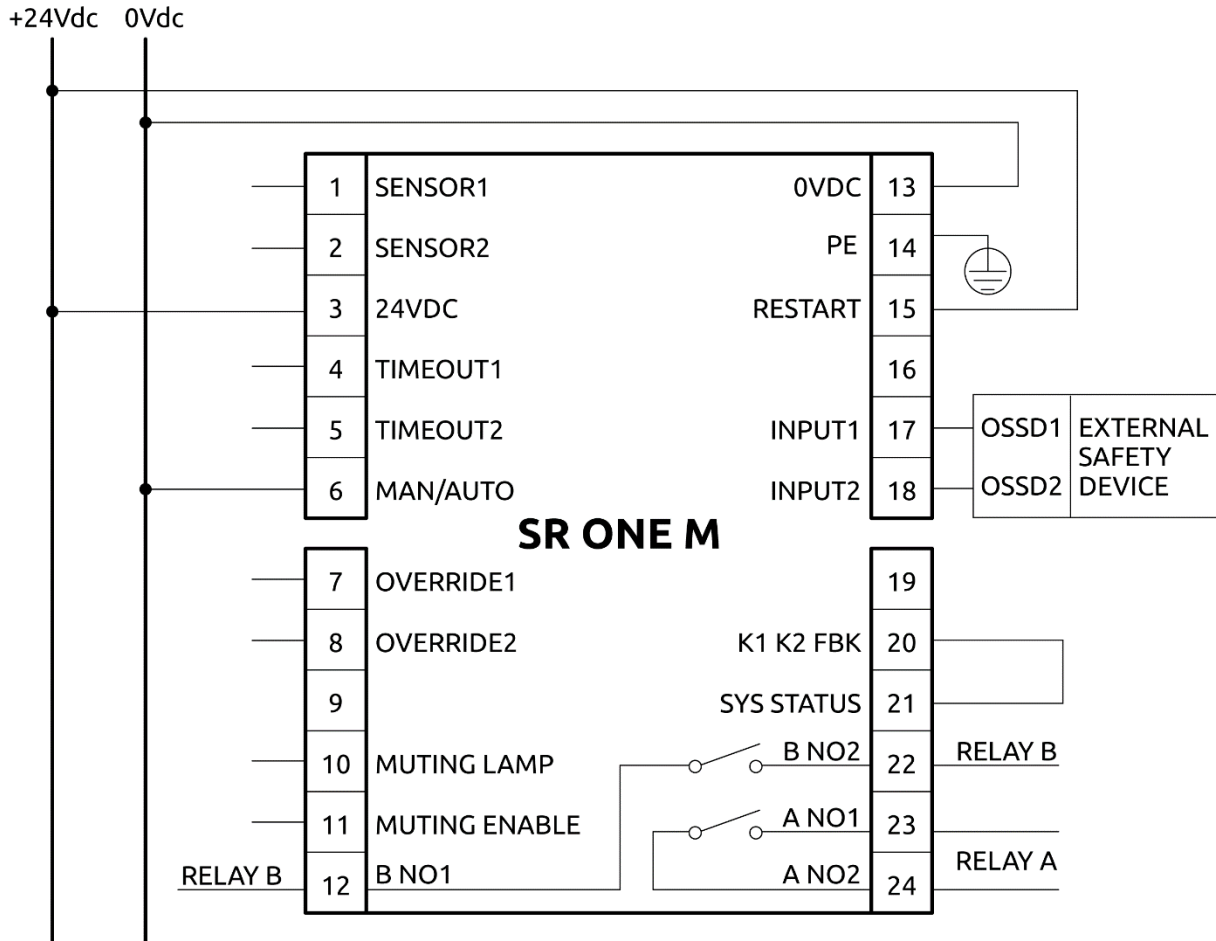 +24Vdc 0Vdc
1 SENSOR1 0VDC 13
2 SENSOR2 PE 14
3 24VDC RESTART 15
4 TIMEOUT1 16
5 TIMEOUT2 INPUT1 17 OSSD1 EXTERNAL
SAFETY
6 MAN/AUTO INPUT2 18 OSSD2 DEVICE
SR ONE M
7 OVERRIDE1 19
8 OVERRIDE2 K1 K2 FBK 20
9 SYS STATUS 21
10 MUTING LAMP B NO2 22 RELAY B
11 MUTING ENABLE A NO1 23
RELAY A
RELAY B 12 B NO1 A NO2 24